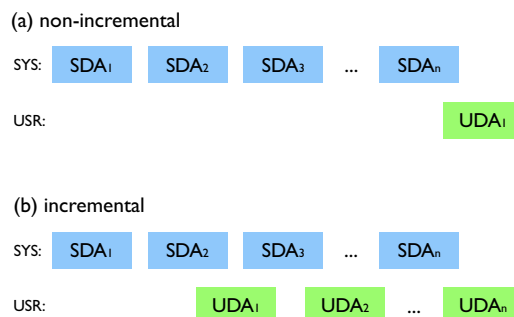 (a) non-incremental
SYS: SDA₁ SDA₂ SDA₃ ... SDAₙ
USR: UDA₁
(b) incremental
SYS: SDA₁ SDA₂ SDA₃ ... SDAₙ
USR: UDA₁ UDA₂ ... UDAₙ